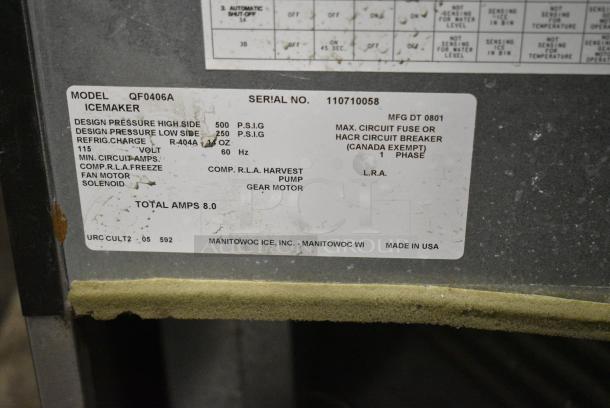 3. AUTOMATIC
SHUT-OFF
3A
OFF OFF ON ON NOT SENSING FOR WATER LEVEL SENSING ICE IN BIN NOT SENSING FOR TEMPERATURE
3B OFF ON 45 SEC. OFF OFF NOT SENSING FOR WATER LEVEL SENSING ICE IN BIN NOT SENSING FOR TEMPERATURE
MODEL QF0406A SERIAL NO. 110710058
ICEMAKER
MFG DT 0801
DESIGN PRESSURE HIGH SIDE 500 P.S.I.G
MAX. CIRCUIT FUSE OR
DESIGN PRESSURE LOW SIDE 250 P.S.I.G
HACR CIRCUIT BREAKER
REFRIG.CHARGE R-404A OZ
(CANADA EXEMPT)
115 VOLT 60 Hz
1 PHASE
MIN. CIRCUIT AMPS.
COMP.R.L.A.FREEZE COMP. R.L.A. HARVEST L.R.A.
FAN MOTOR PUMP
SOLENOID GEAR MOTOR
TOTAL AMPS 8.0
URC CULT2 - 05 592 MANITOWOC ICE, INC. - MANITOWOC WI MADE IN USA